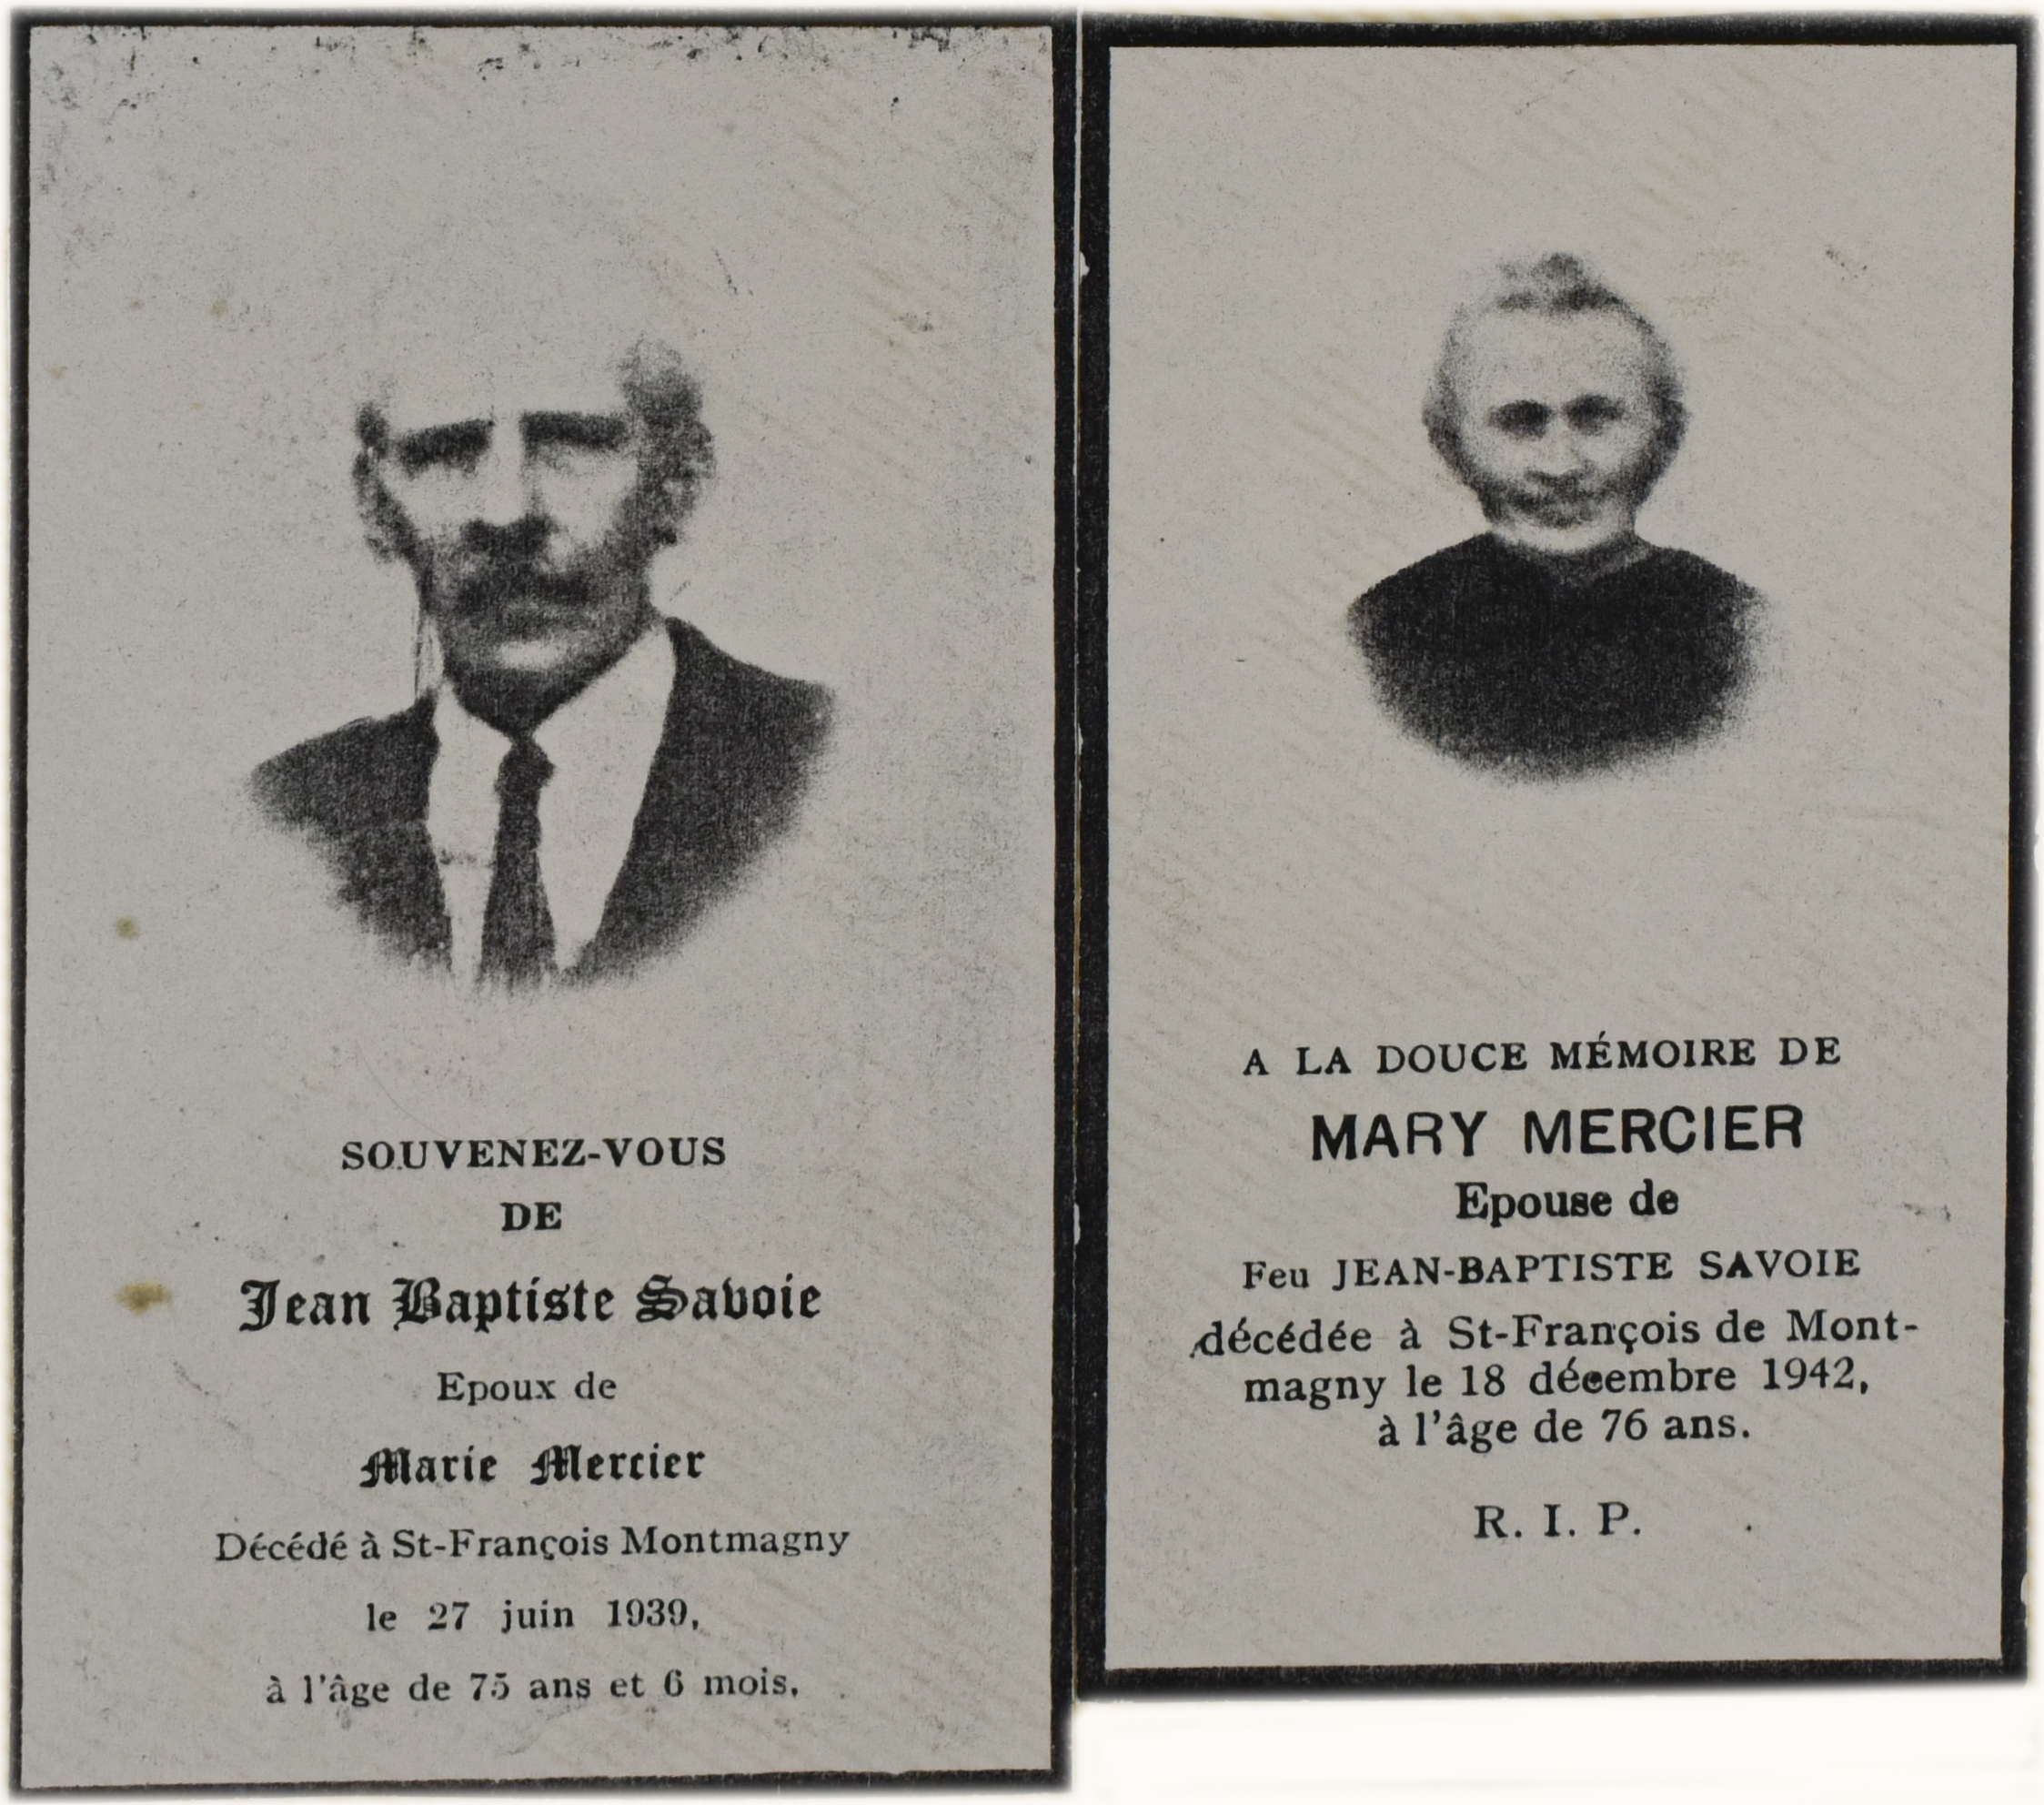 SOUVENEZ-VOUS
DE
Jean Baptiste Savoie
Epoux de
Marie Mercier
Décédé à St-François Montmagny
le 27 juin 1939,
à l'âge de 75 ans et 6 mois.
A LA DOUCE MÉMOIRE DE
MARY MERCIER
Epouse de
Feu JEAN-BAPTISTE SAVOIE
décédée à St-François de Mont-
magny le 18 décembre 1942,
à l'âge de 76 ans.
R. I. P.